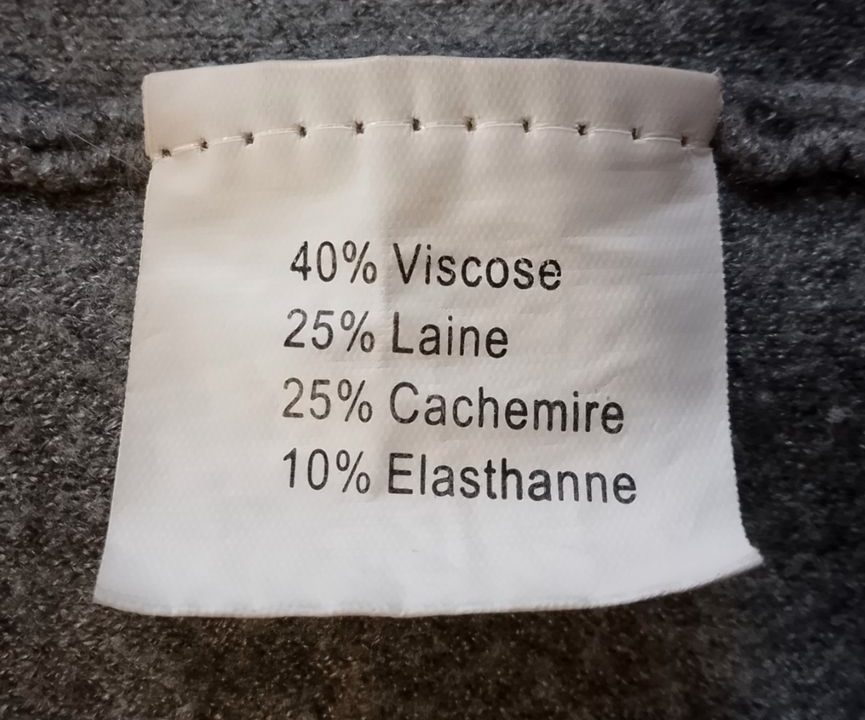 40% Viscose
25% Laine
25% Cachemire
10% Elasthanne